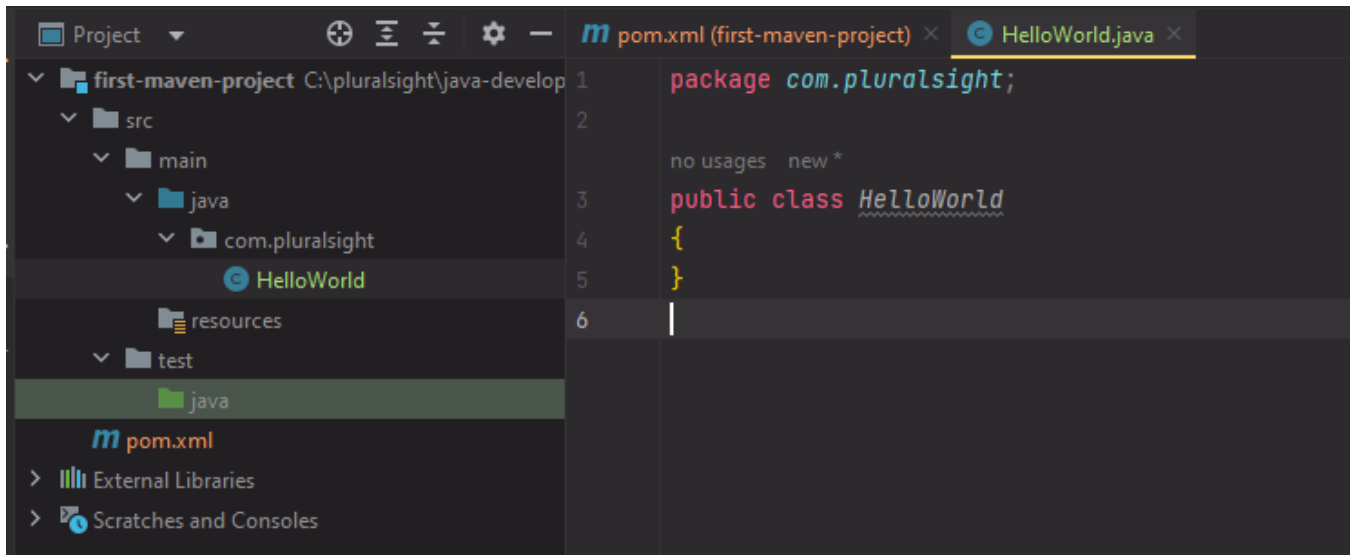 Project
first-maven-project C:\pluralsight\java-develop
src
main
java
com.pluralsight
HelloWorld
resources
test
java
pom.xml
External Libraries
Scratches and Consoles
pom.xml (first-maven-project)
HelloWorld.java
1 package com.pluralsight;
2
no usages new *
3 public class HelloWorld
4 {
5 }
6